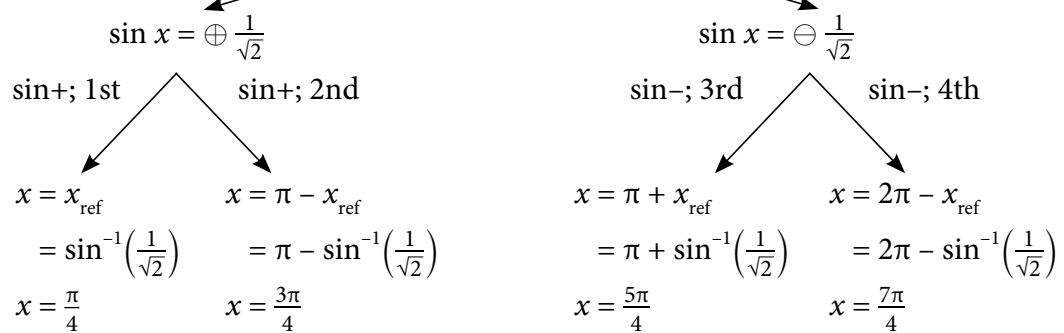 sin x = ⊕ 1/√2 sin x = ⊖ 1/√2
sin+; 1st sin+; 2nd sin–; 3rd sin–; 4th
x = x_ref x = π – x_ref x = π + x_ref x = 2π – x_ref
= sin⁻¹(1/√2) = π – sin⁻¹(1/√2) = π + sin⁻¹(1/√2) = 2π – sin⁻¹(1/√2)
x = π/4 x = 3π/4 x = 5π/4 x = 7π/4